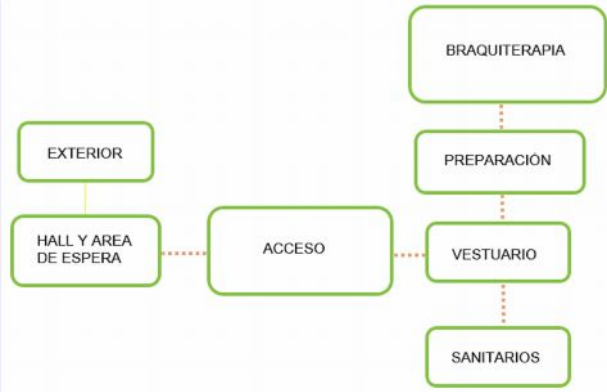 BRAQUITERAPIA
EXTERIOR
PREPARACIÓN
HALL Y AREA
DE ESPERA
ACCESO
VESTUARIO
SANITARIOS